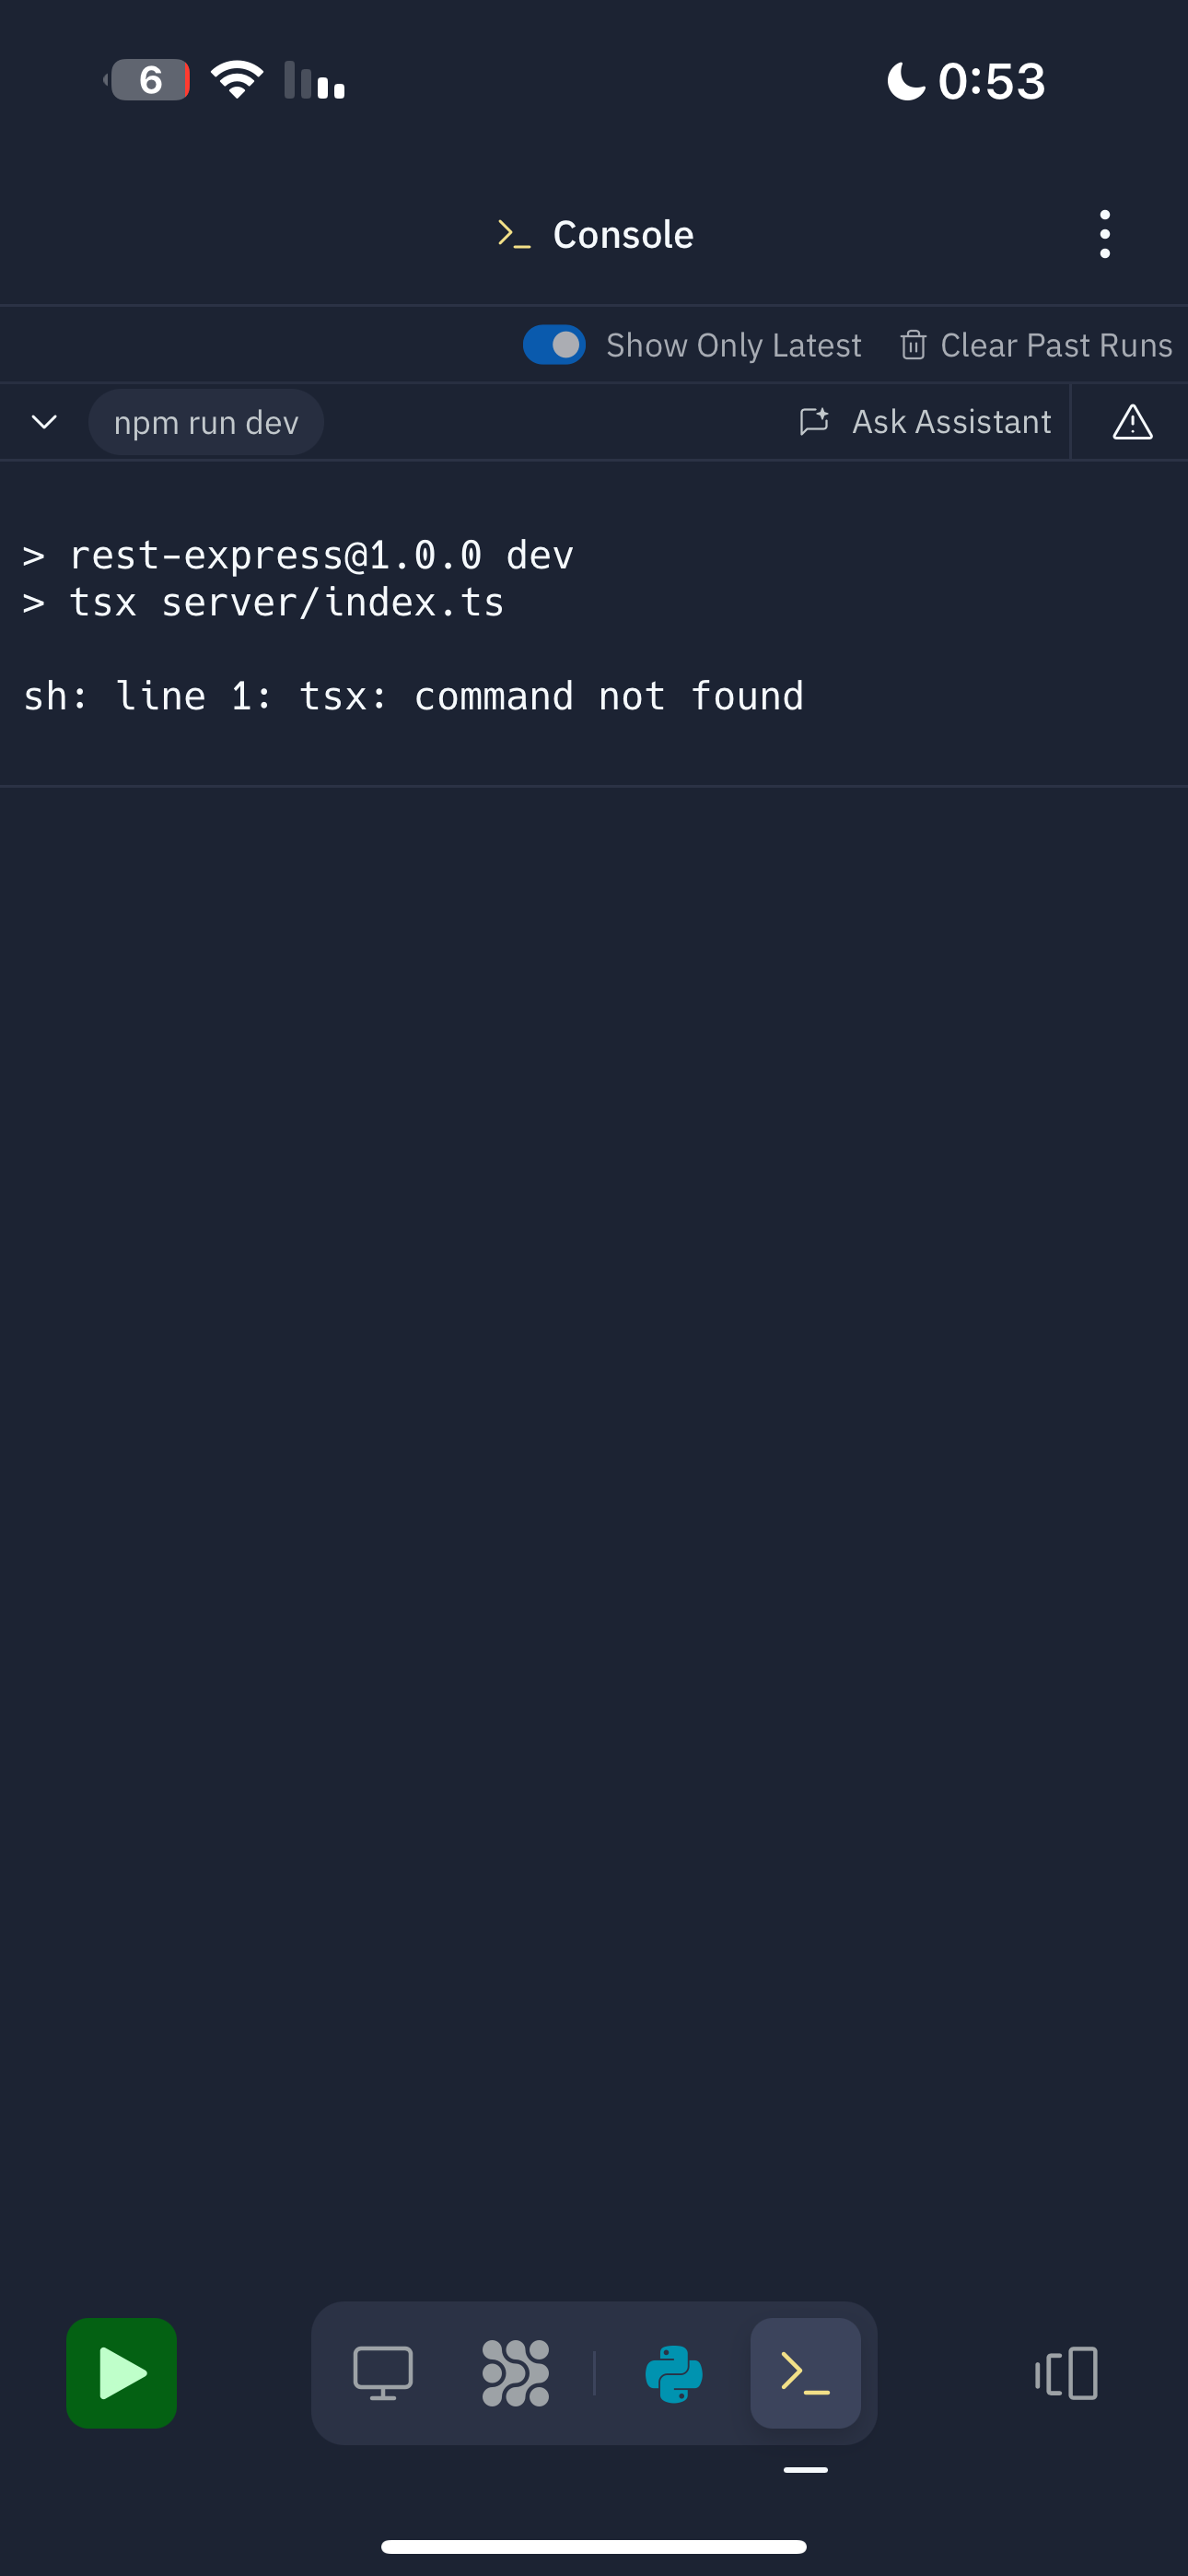 6
0:53
Console
Show Only Latest
Clear Past Runs
npm run dev
Ask Assistant
> rest-express@1.0.0 dev
> tsx server/index.ts
sh: line 1: tsx: command not found